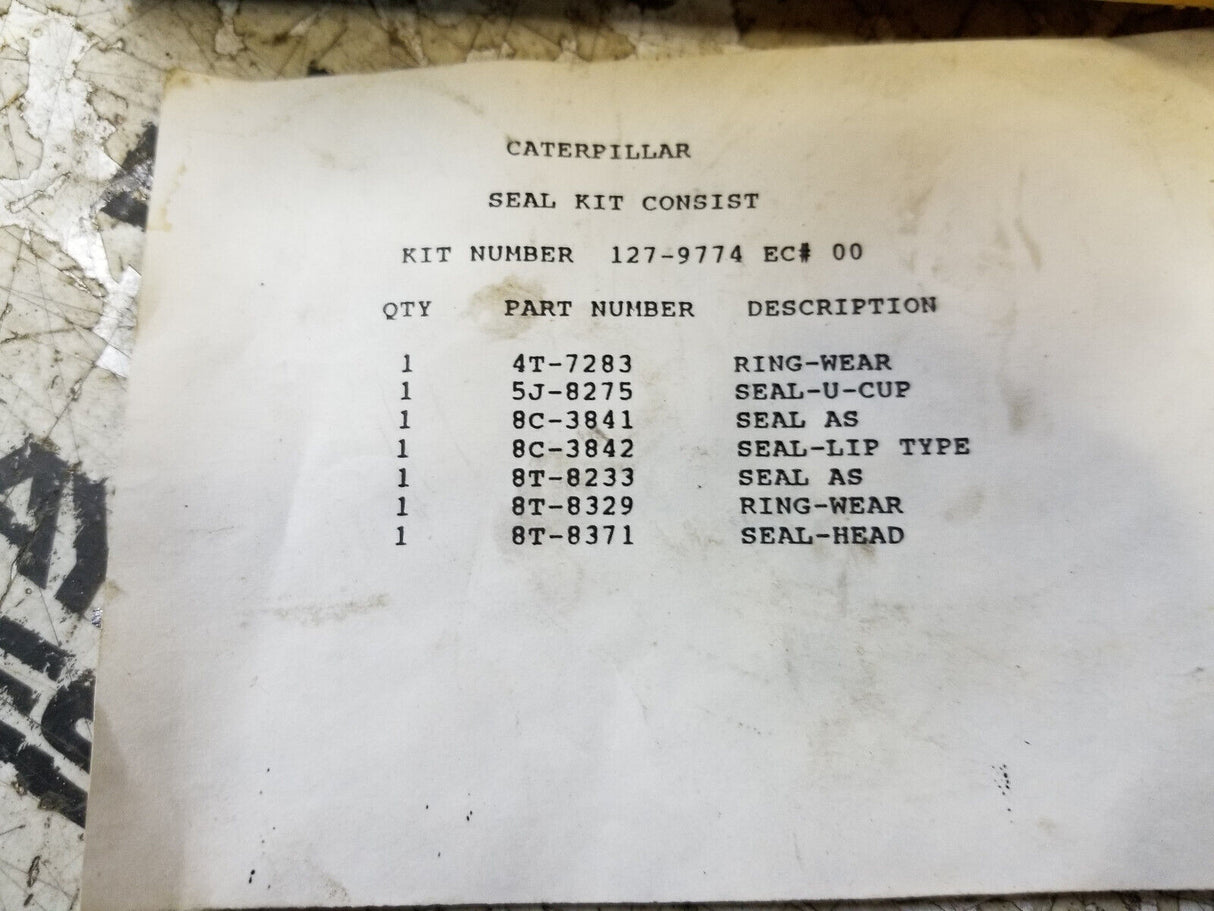 CATERPILLAR
SEAL KIT CONSIST
KIT NUMBER 127-9774 EC# 00
QTY PART NUMBER DESCRIPTION
1 4T-7283 RING-WEAR
1 5J-8275 SEAL-U-CUP
1 8C-3841 SEAL AS
1 8C-3842 SEAL-LIP TYPE
1 8T-8233 SEAL AS
1 8T-8329 RING-WEAR
1 8T-8371 SEAL-HEAD